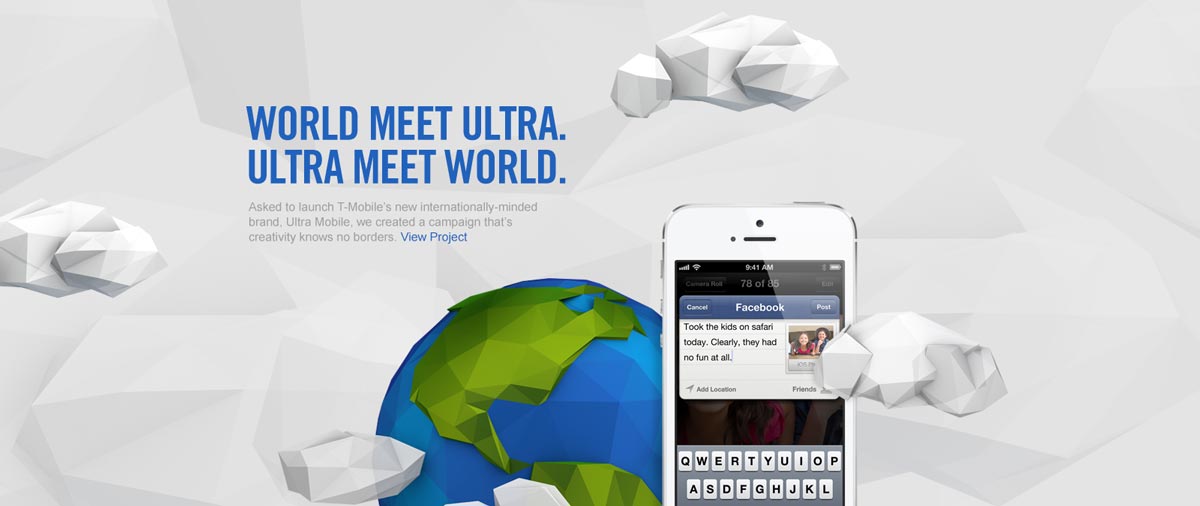 WORLD MEET ULTRA.
ULTRA MEET WORLD.
Asked to launch T-Mobile's new internationally-minded
brand, Ultra Mobile, we created a campaign that's
creativity knows no borders. View Project
9:41 AM
Camera Roll 78 of 85 Edit
Cancel Facebook Post
Took the kids on safari
today. Clearly, they had
no fun at all.
Add Location Friends
Q W E R T Y U I O P
A S D F G H J K L